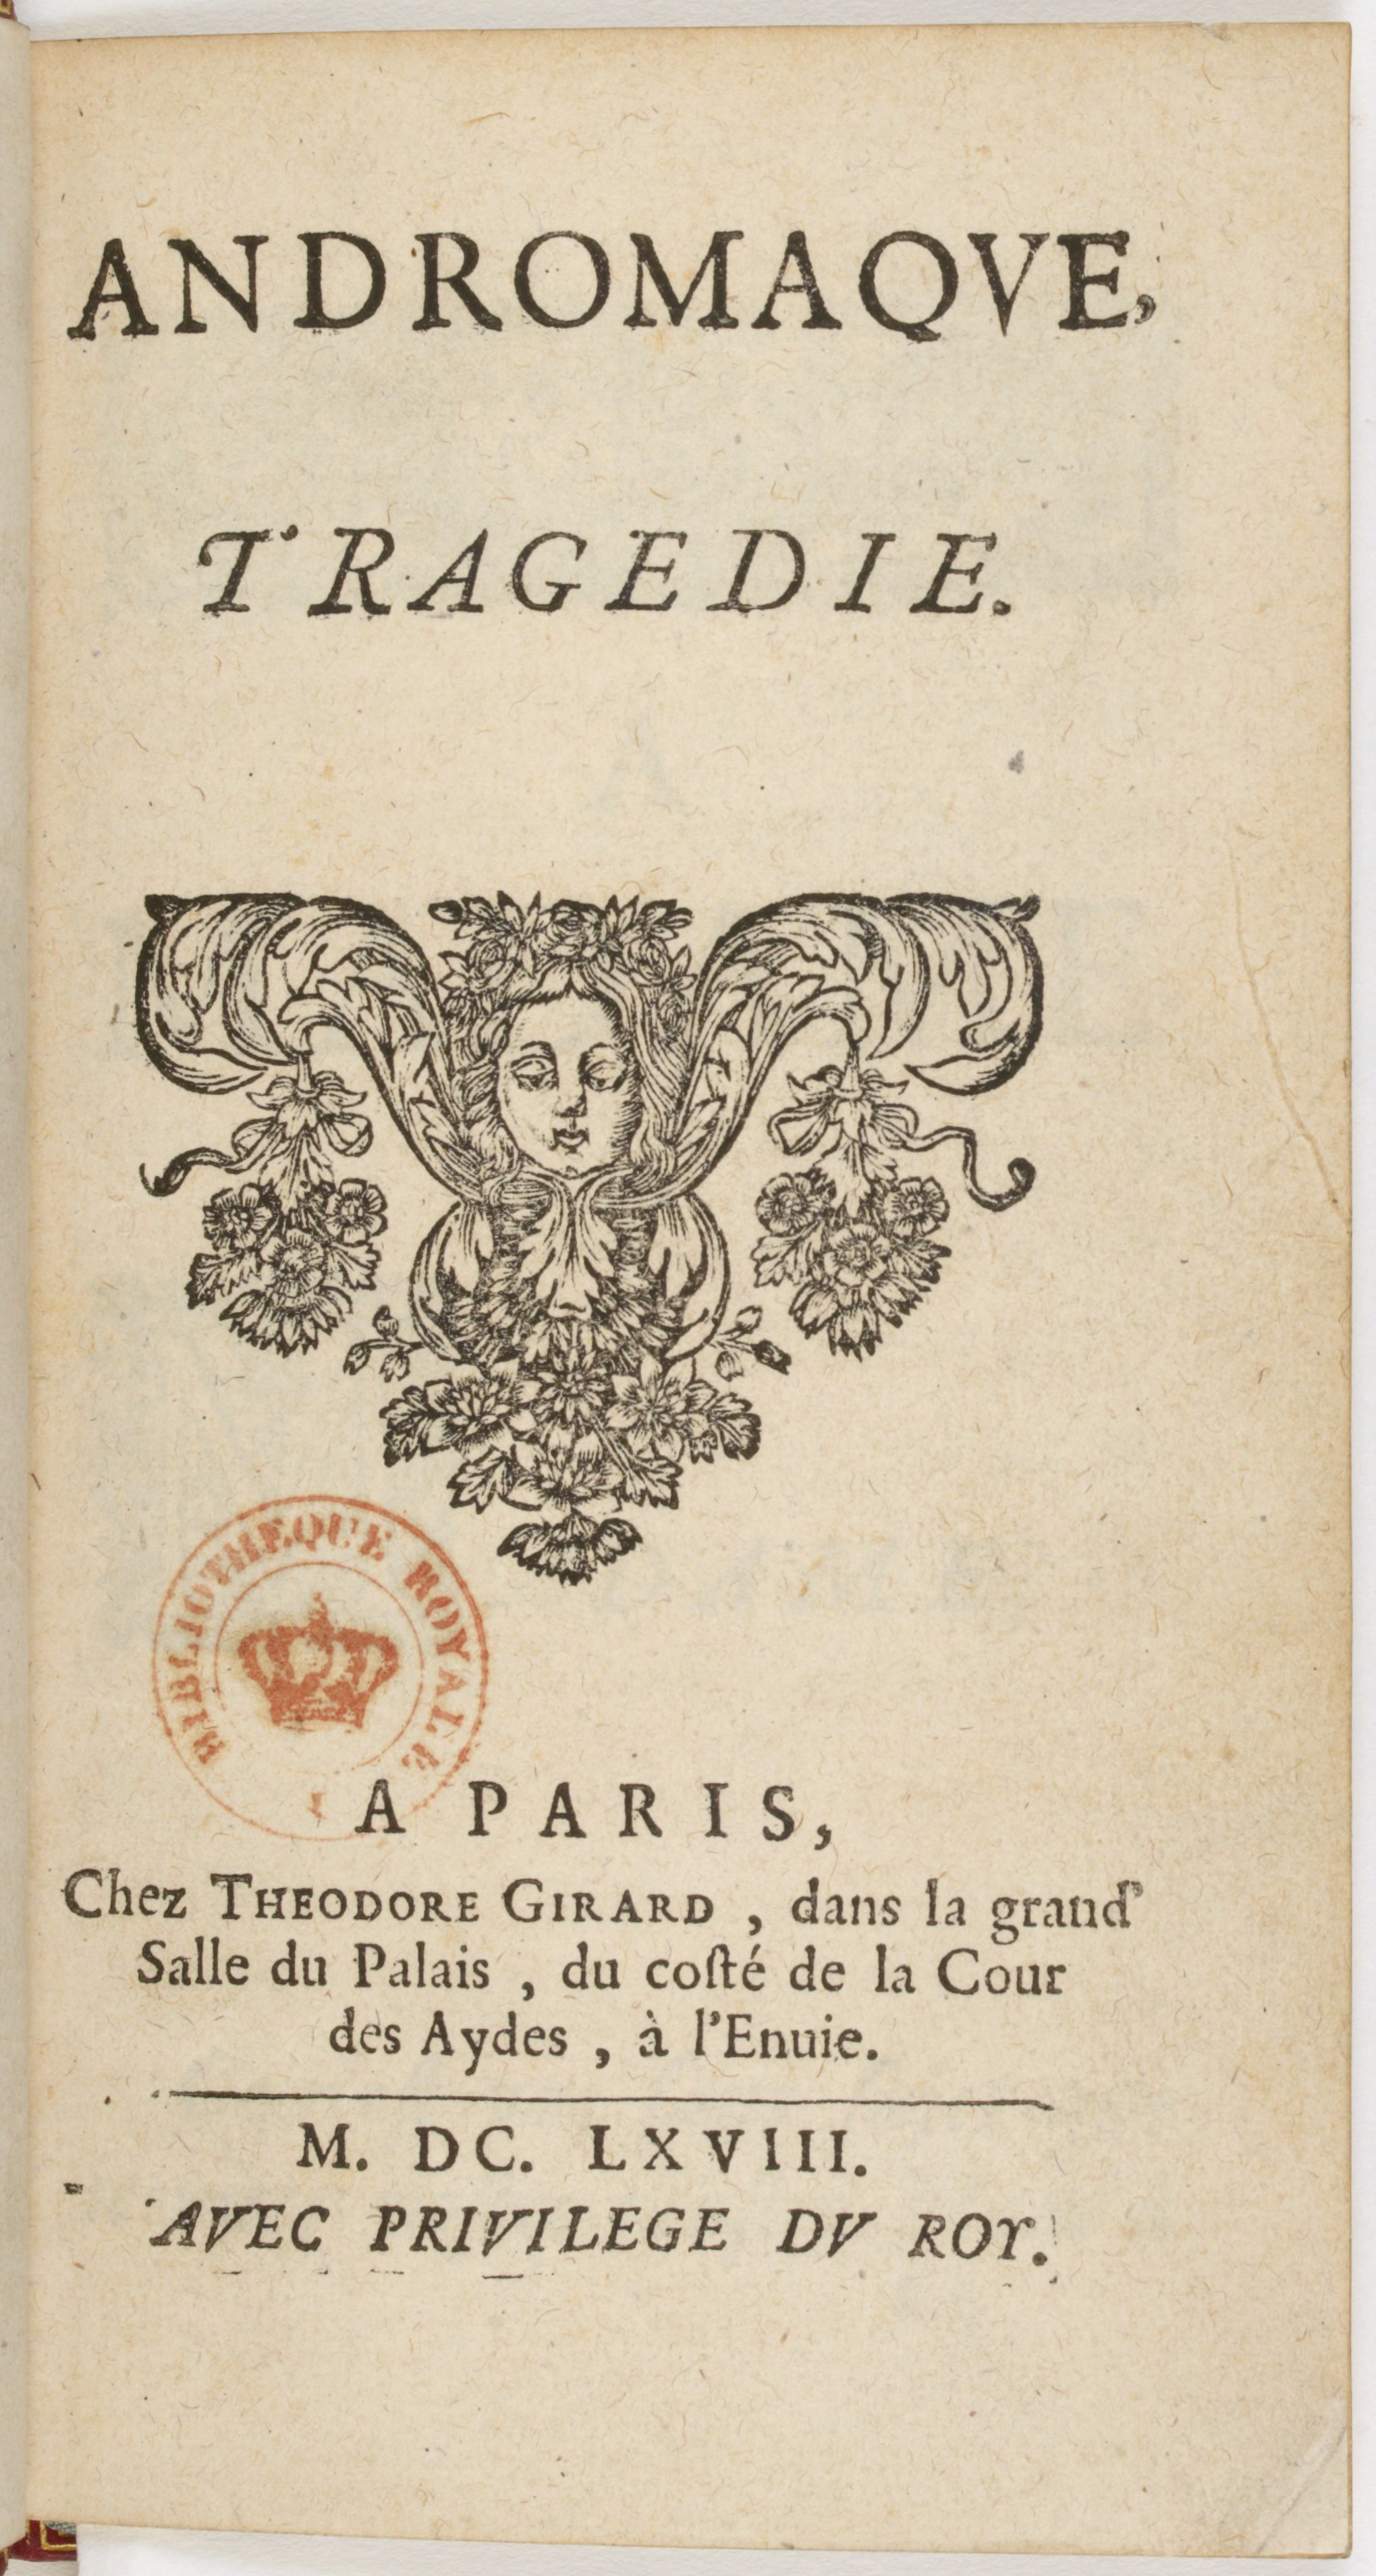 ANDROMAQVE,
TRAGEDIE.
BIBLIOTHEQUE ROYALE
A PARIS,
Chez THEODORE GIRARD, dans la grand'
Salle du Palais, du coſté de la Cour
des Aydes, à l'Enuie.
M. DC. LXVIII.
AVEC PRIVILEGE DV ROY.